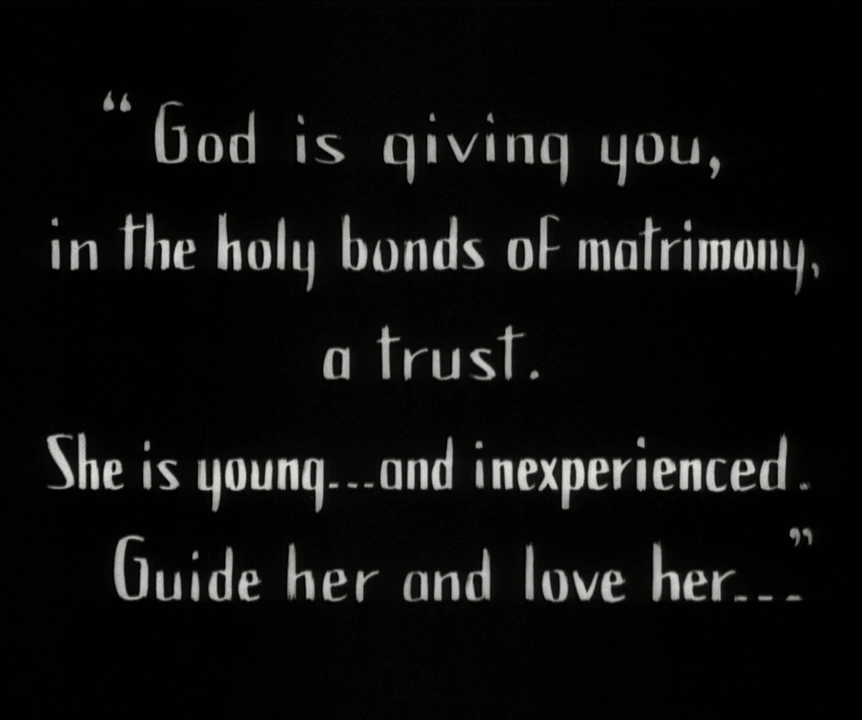 “God is giving you,
in the holy bonds of matrimony,
a trust.
She is young---and inexperienced.
Guide her and love her---”